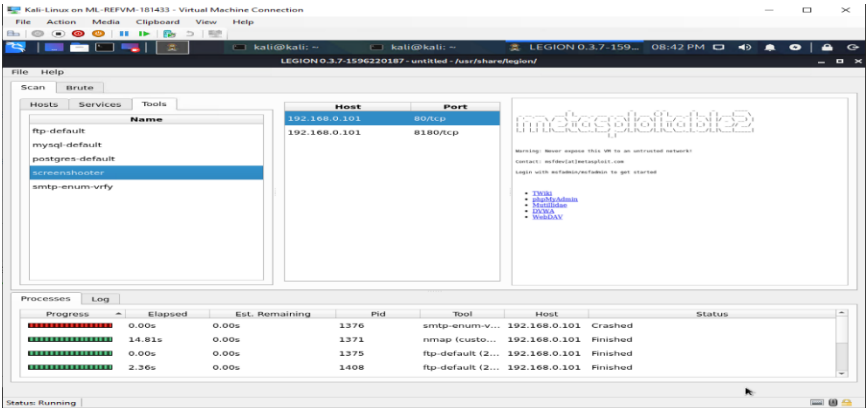 Kali-Linux on ML-REFVM-181433 - Virtual Machine Connection
File Action Media Clipboard View Help
kali@kali: ~ kali@kali: ~ LEGION 0.3.7-159... 08:42 PM
LEGION 0.3.7-1596220187 - untitled - /usr/share/legion/
File Help
Scan Brute
Hosts Services Tools
Name
ftp-default
mysql-default
postgres-default
screenshooter
smtp-enum-vrfy
Host Port
192.168.0.101 80/tcp
192.168.0.101 8180/tcp
metasploitable2
Warning: Never expose this VM to an untrusted network!
Contact: msfdev[at]metasploit.com
Login with msfadmin/msfadmin to get started
TWiki
phpMyAdmin
Mutillidae
DVWA
WebDAV
Processes Log
Progress Elapsed Est. Remaining Pid Tool Host Status
0.00s 0.00s 1376 smtp-enum-v... 192.168.0.101 Crashed
14.81s 0.00s 1371 nmap (custo... 192.168.0.101 Finished
0.00s 0.00s 1375 ftp-default (2... 192.168.0.101 Finished
2.36s 0.00s 1408 ftp-default (2... 192.168.0.101 Finished
Status: Running